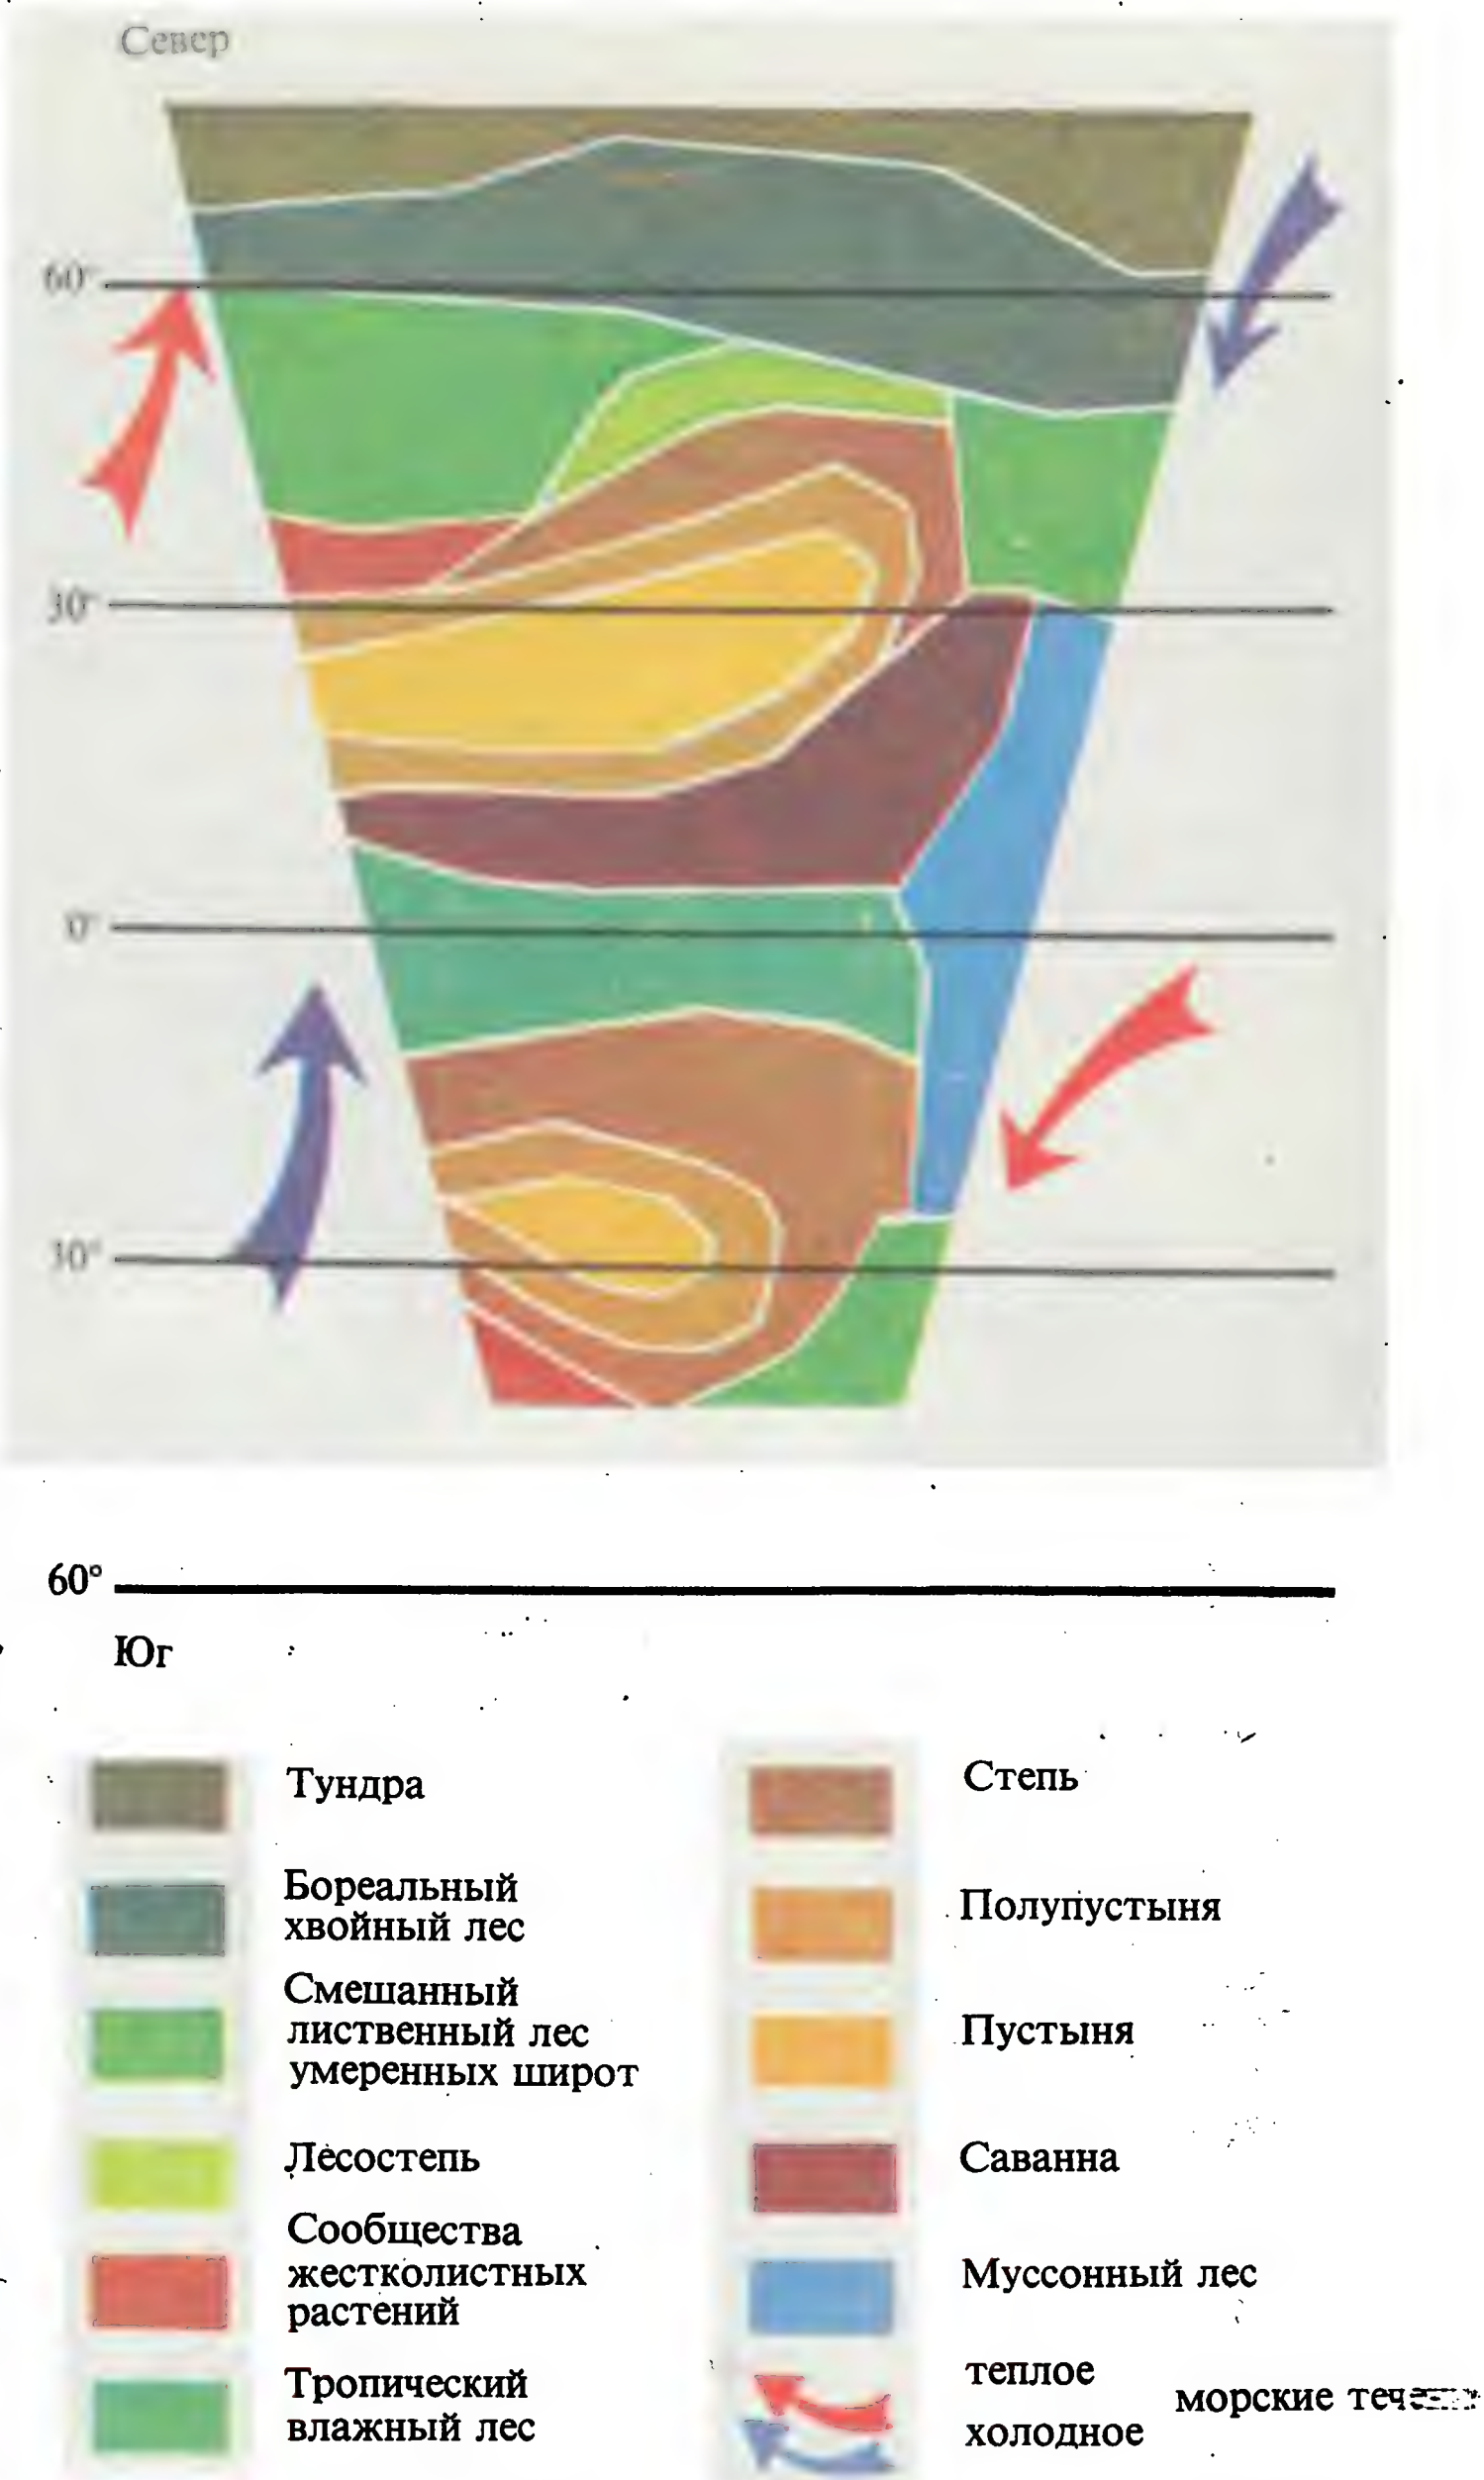 Север
60°
30°
0°
30°
60°
Юг
Тундра
Бореальный
хвойный лес
Смешанный
лиственный лес
умеренных широт
Лесостепь
Сообщества
жестколистных
растений
Тропический
влажный лес
Степь
Полупустыня
Пустыня
Саванна
Муссонный лес
теплое
холодное
морские